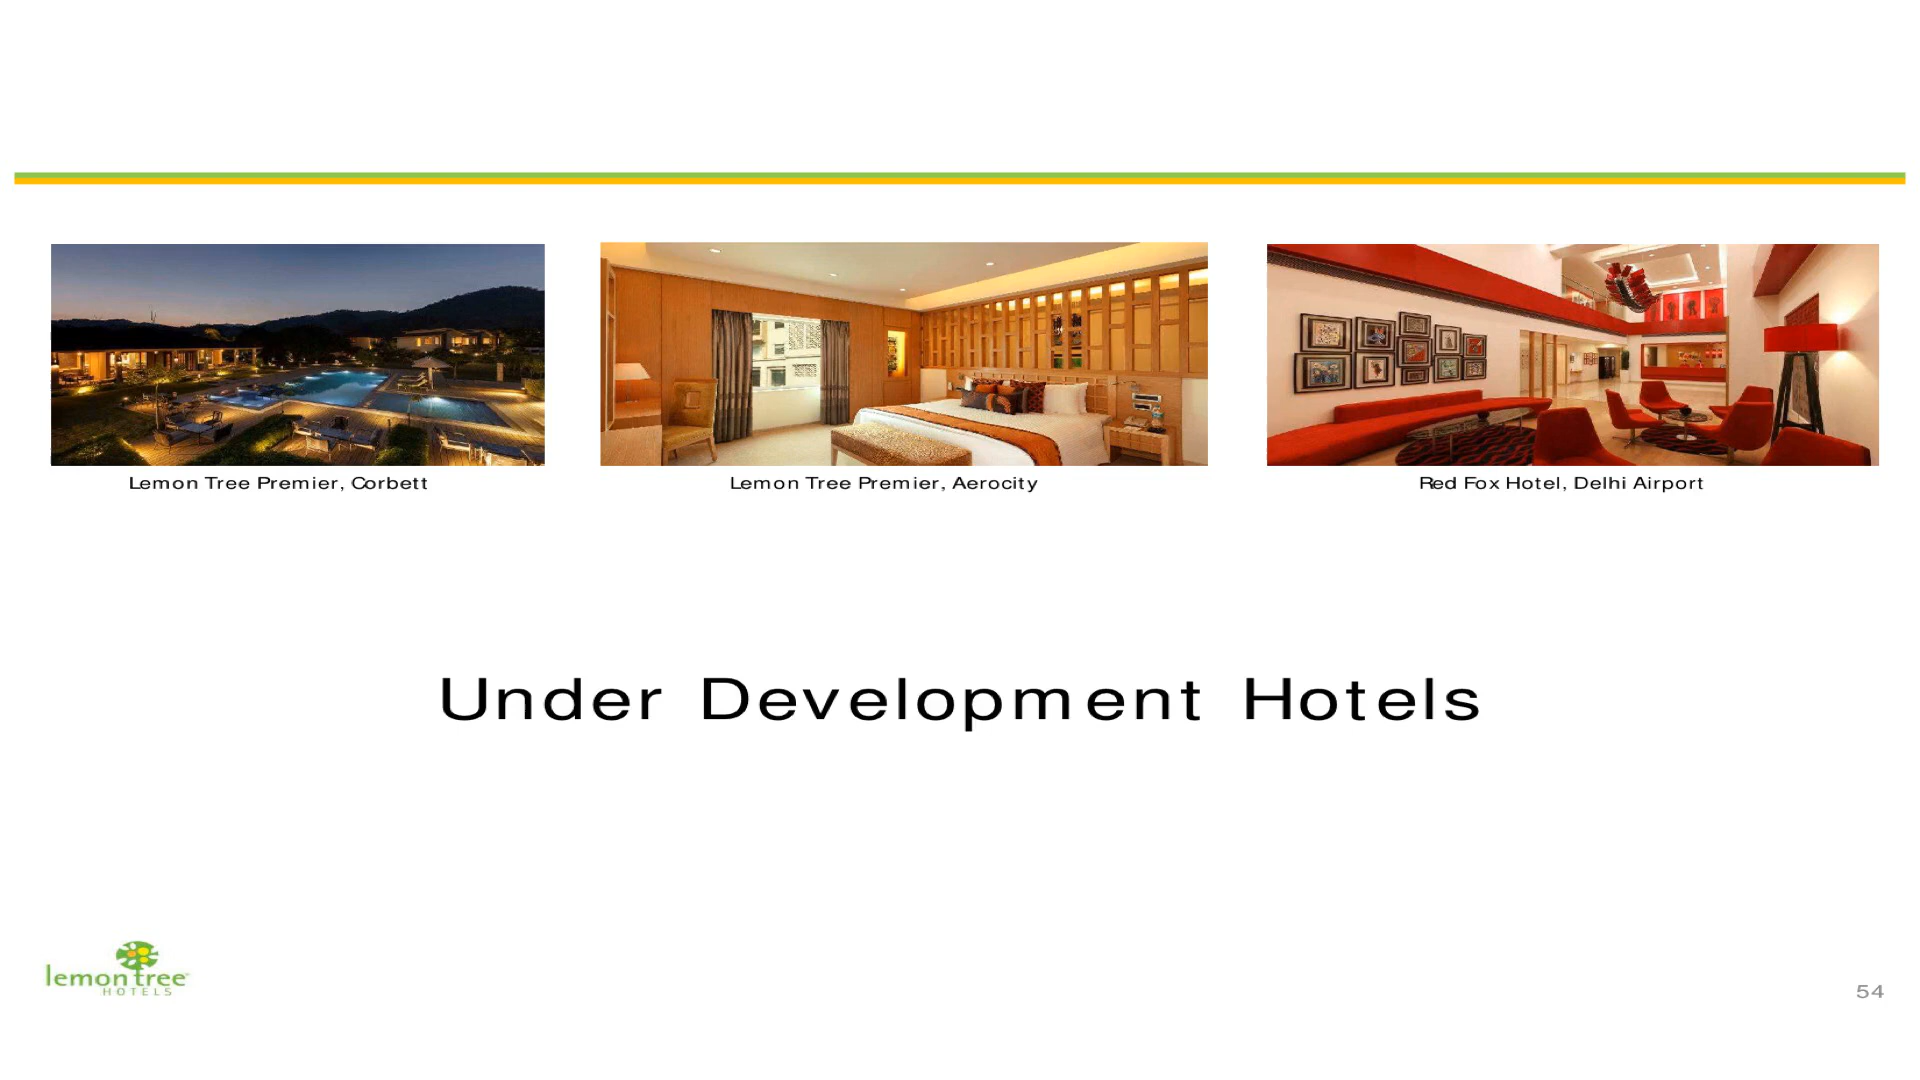 Lemon Tree Premier, Corbett
Lemon Tree Premier, Aerocity
Red Fox Hotel, Delhi Airport
Under Development Hotels
lemon tree
HOTELS
54